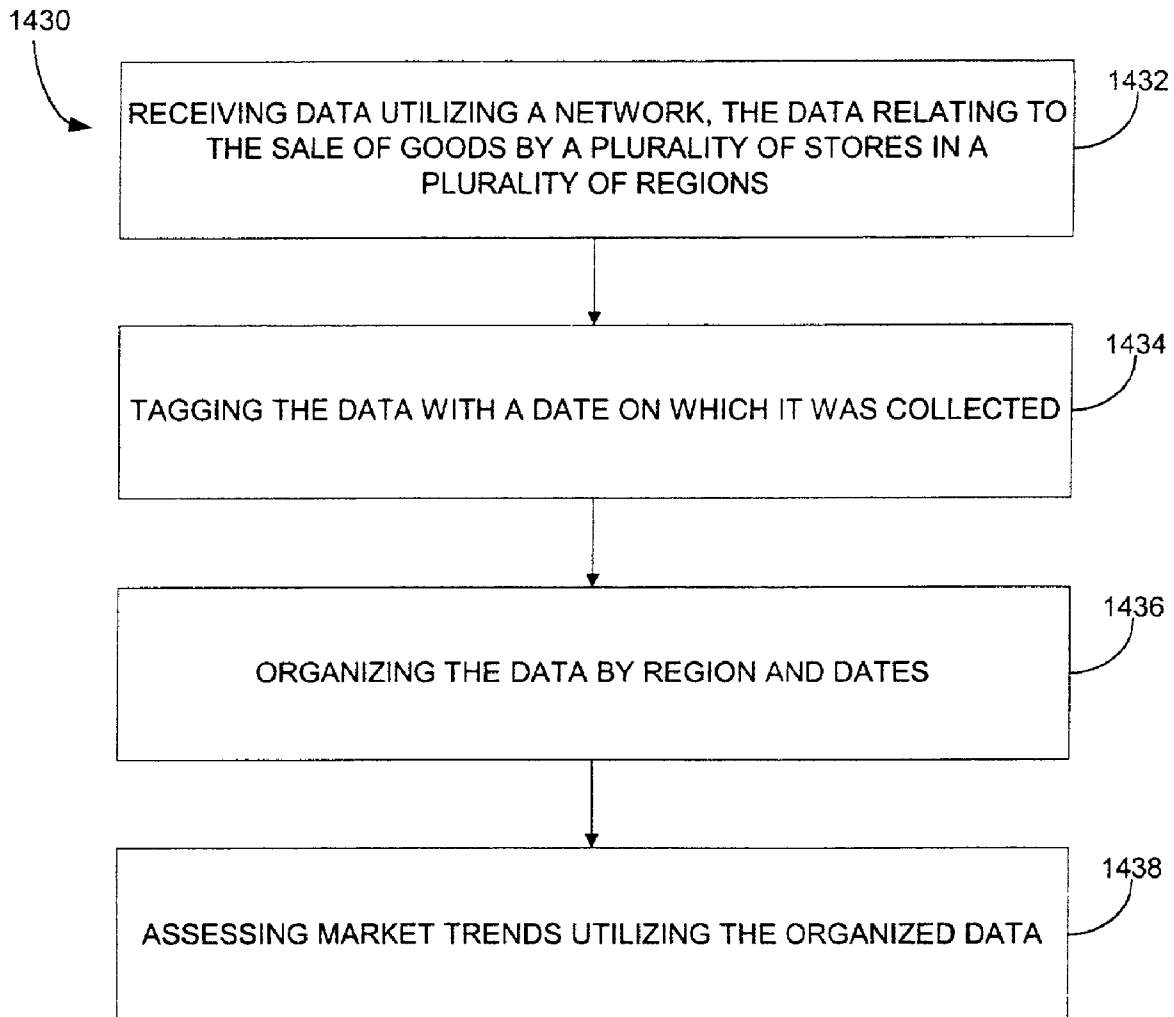 1430
1432
RECEIVING DATA UTILIZING A NETWORK, THE DATA RELATING TO
THE SALE OF GOODS BY A PLURALITY OF STORES IN A
PLURALITY OF REGIONS
1434
TAGGING THE DATA WITH A DATE ON WHICH IT WAS COLLECTED
1436
ORGANIZING THE DATA BY REGION AND DATES
1438
ASSESSING MARKET TRENDS UTILIZING THE ORGANIZED DATA